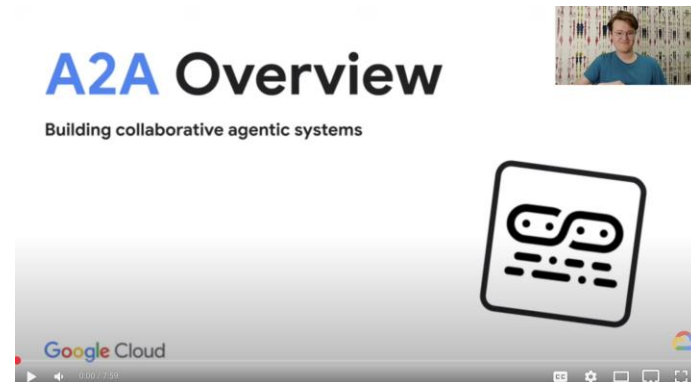 A2A Overview
Building collaborative agentic systems
Google Cloud
0:00 / 7:59
CC